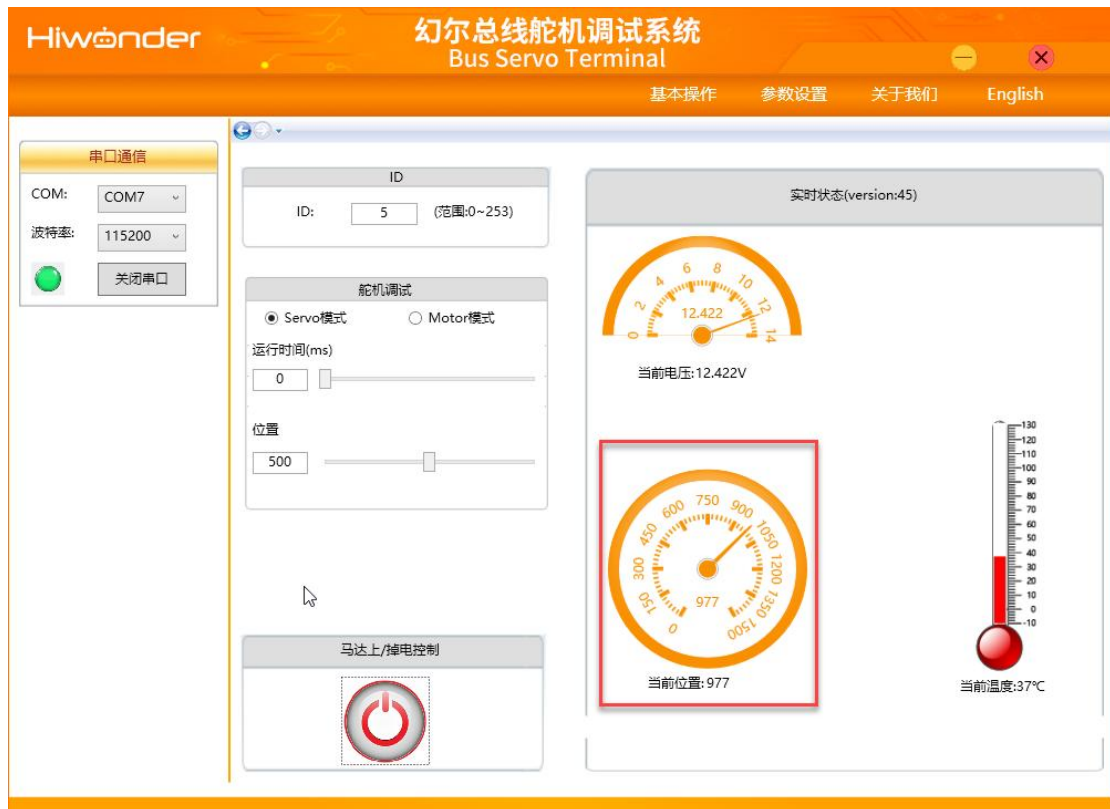 Hiwonder
幻尔总线舵机调试系统
Bus Servo Terminal
基本操作 参数设置 关于我们 English
串口通信
COM: COM7
波特率: 115200
关闭串口
ID
ID: 5 (范围:0~253)
舵机调试
Servo模式 Motor模式
运行时间(ms)
0
位置
500
马达上/掉电控制
实时状态(version:45)
0 2 4 6 8 10 12 14
12.422
当前电压:12.422V
0 150 300 450 600 750 900 1050 1200 1350 1500
977
当前位置:977
130
120
110
100
90
80
70
60
50
40
30
20
10
0
-10
当前温度:37℃